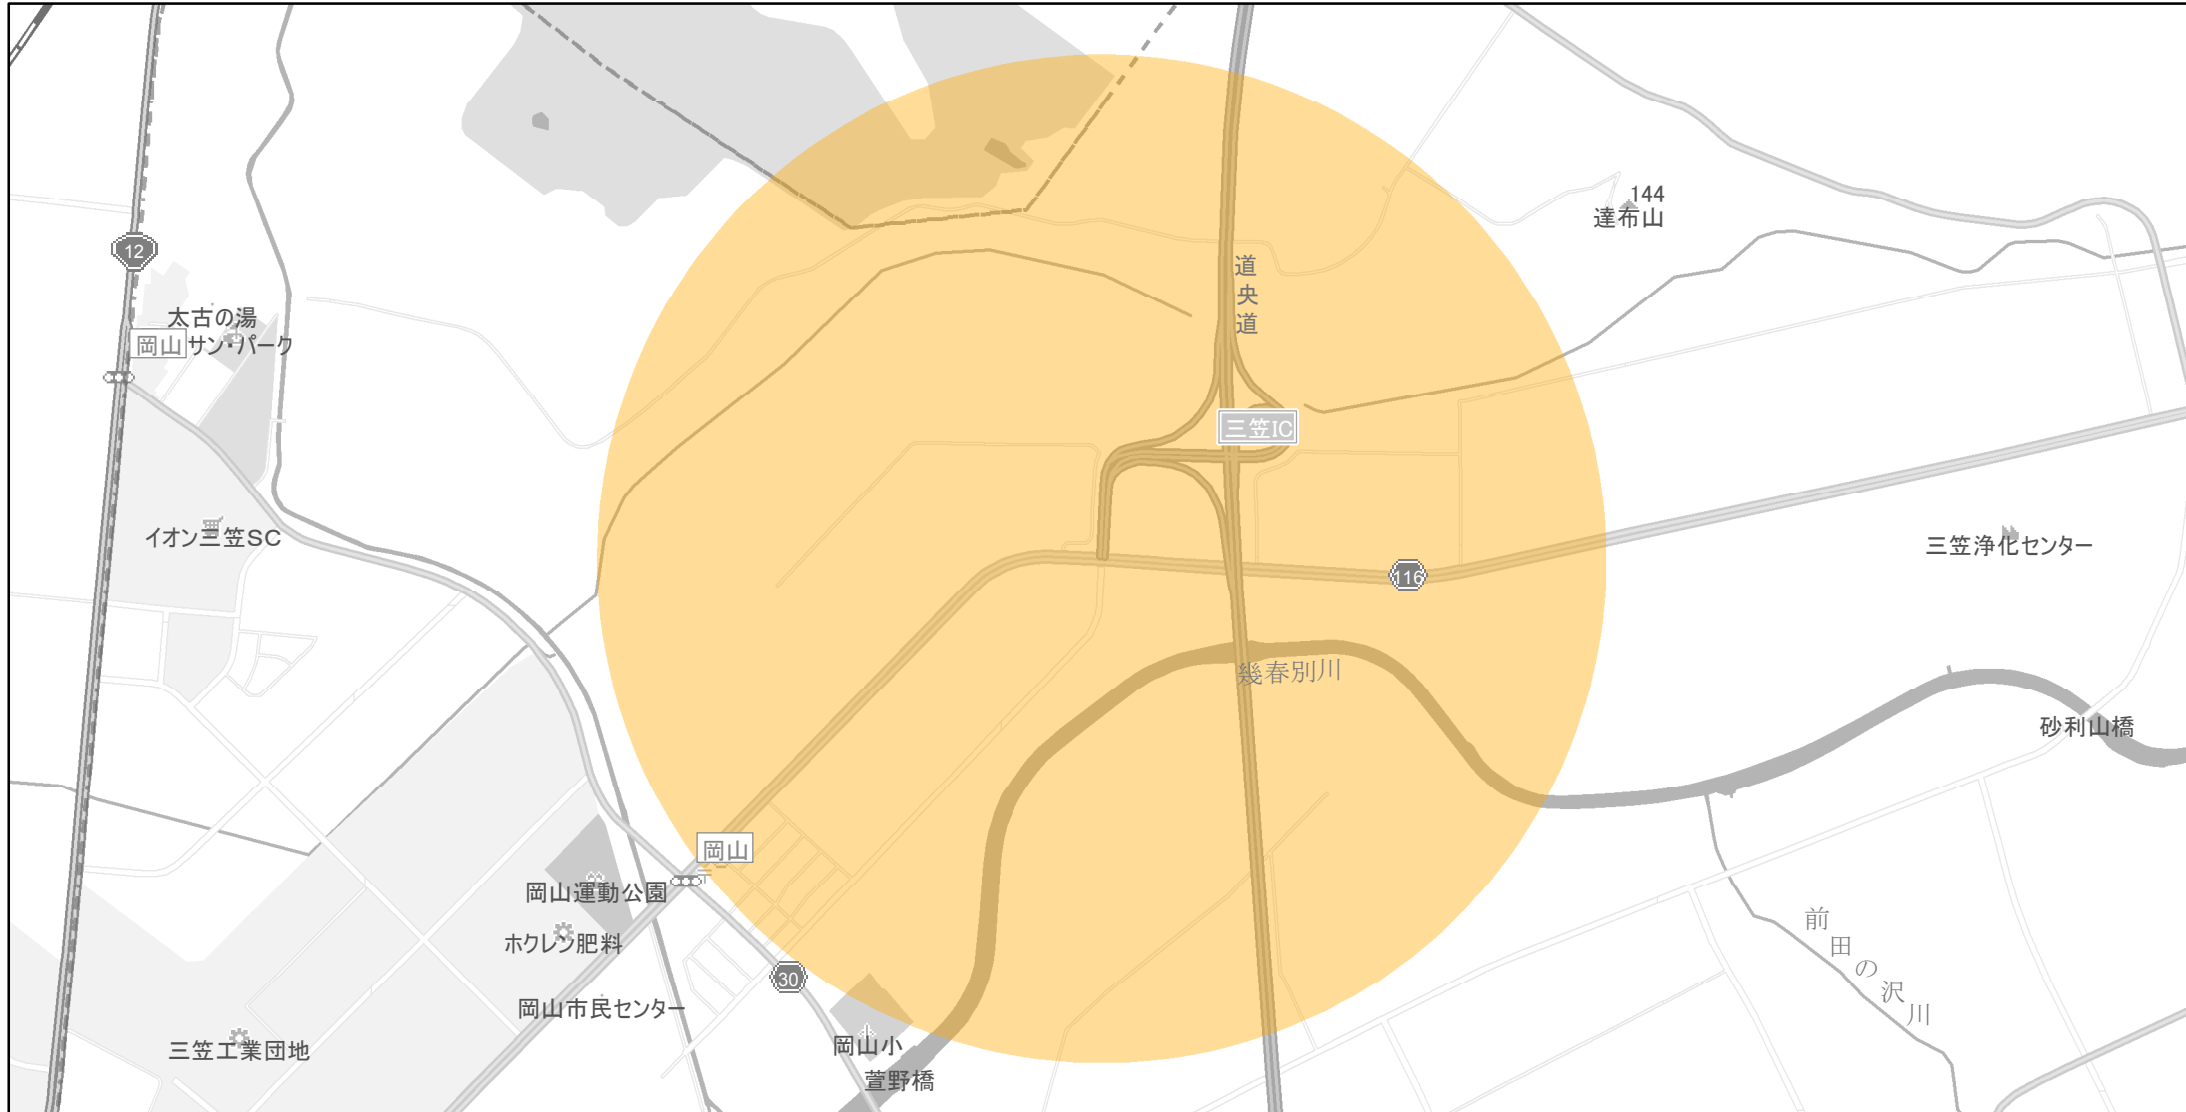 144
達布山
12
道央道
太古の湯
岡山
サン・パーク
三笠IC
イオン三笠SC
三笠浄化センター
116
幾春別川
砂利山橋
岡山
岡山運動公園
ホクレン肥料
前田の沢川
30
岡山市民センター
岡山小
三笠工業団地
萱野橋